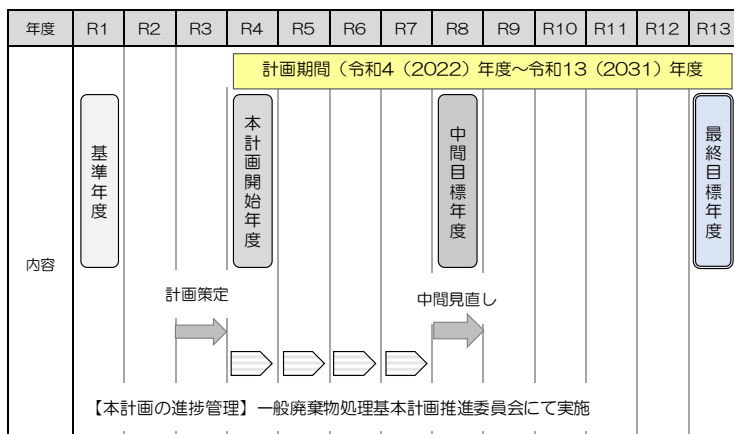 年度 R1 R2 R3 R4 R5 R6 R7 R8 R9 R10 R11 R12 R13
計画期間（令和4（2022）年度～令和13（2031）年度
基準年度
本計画開始年度
中間目標年度
最終目標年度
内容
計画策定
中間見直し
【本計画の進捗管理】一般廃棄物処理基本計画推進委員会にて実施